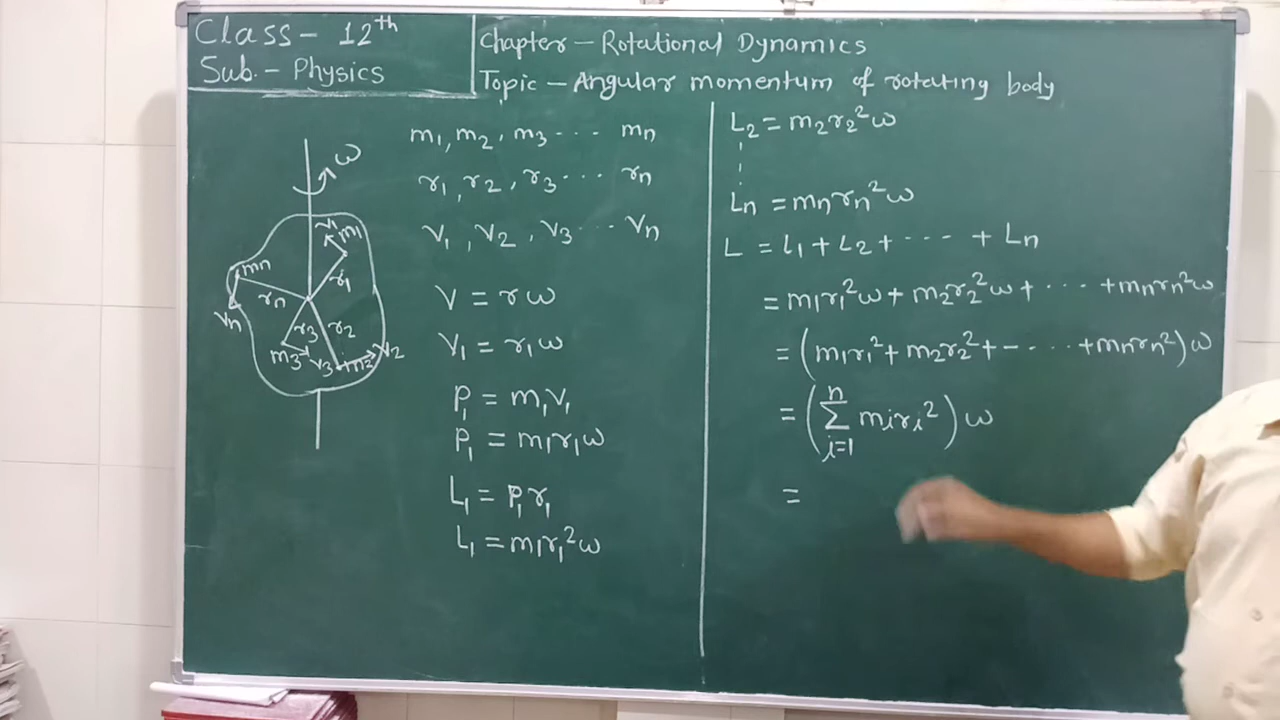 Class - 12th
Sub. - Physics
Chapter - Rotational Dynamics
Topic - Angular momentum of rotating body
ω
v₁ m₁
mₙ
r₁
rₙ
vₙ
r₃ r₂
m₃ v₃ m₂ v₂
m₁, m₂, m₃ ... mₙ
r₁, r₂, r₃ ... rₙ
v₁, v₂, v₃ ... vₙ
v = rω
v₁ = r₁ω
p₁ = m₁v₁
p₁ = m₁r₁ω
L₁ = p₁r₁
L₁ = m₁r₁²ω
L₂ = m₂r₂²ω
Lₙ = mₙrₙ²ω
L = L₁ + L₂ + ... + Lₙ
= m₁r₁²ω + m₂r₂²ω + ... + mₙrₙ²ω
= (m₁r₁² + m₂r₂² + - ... + mₙrₙ²)ω
= (n∑i=1 mᵢrᵢ²)ω
=